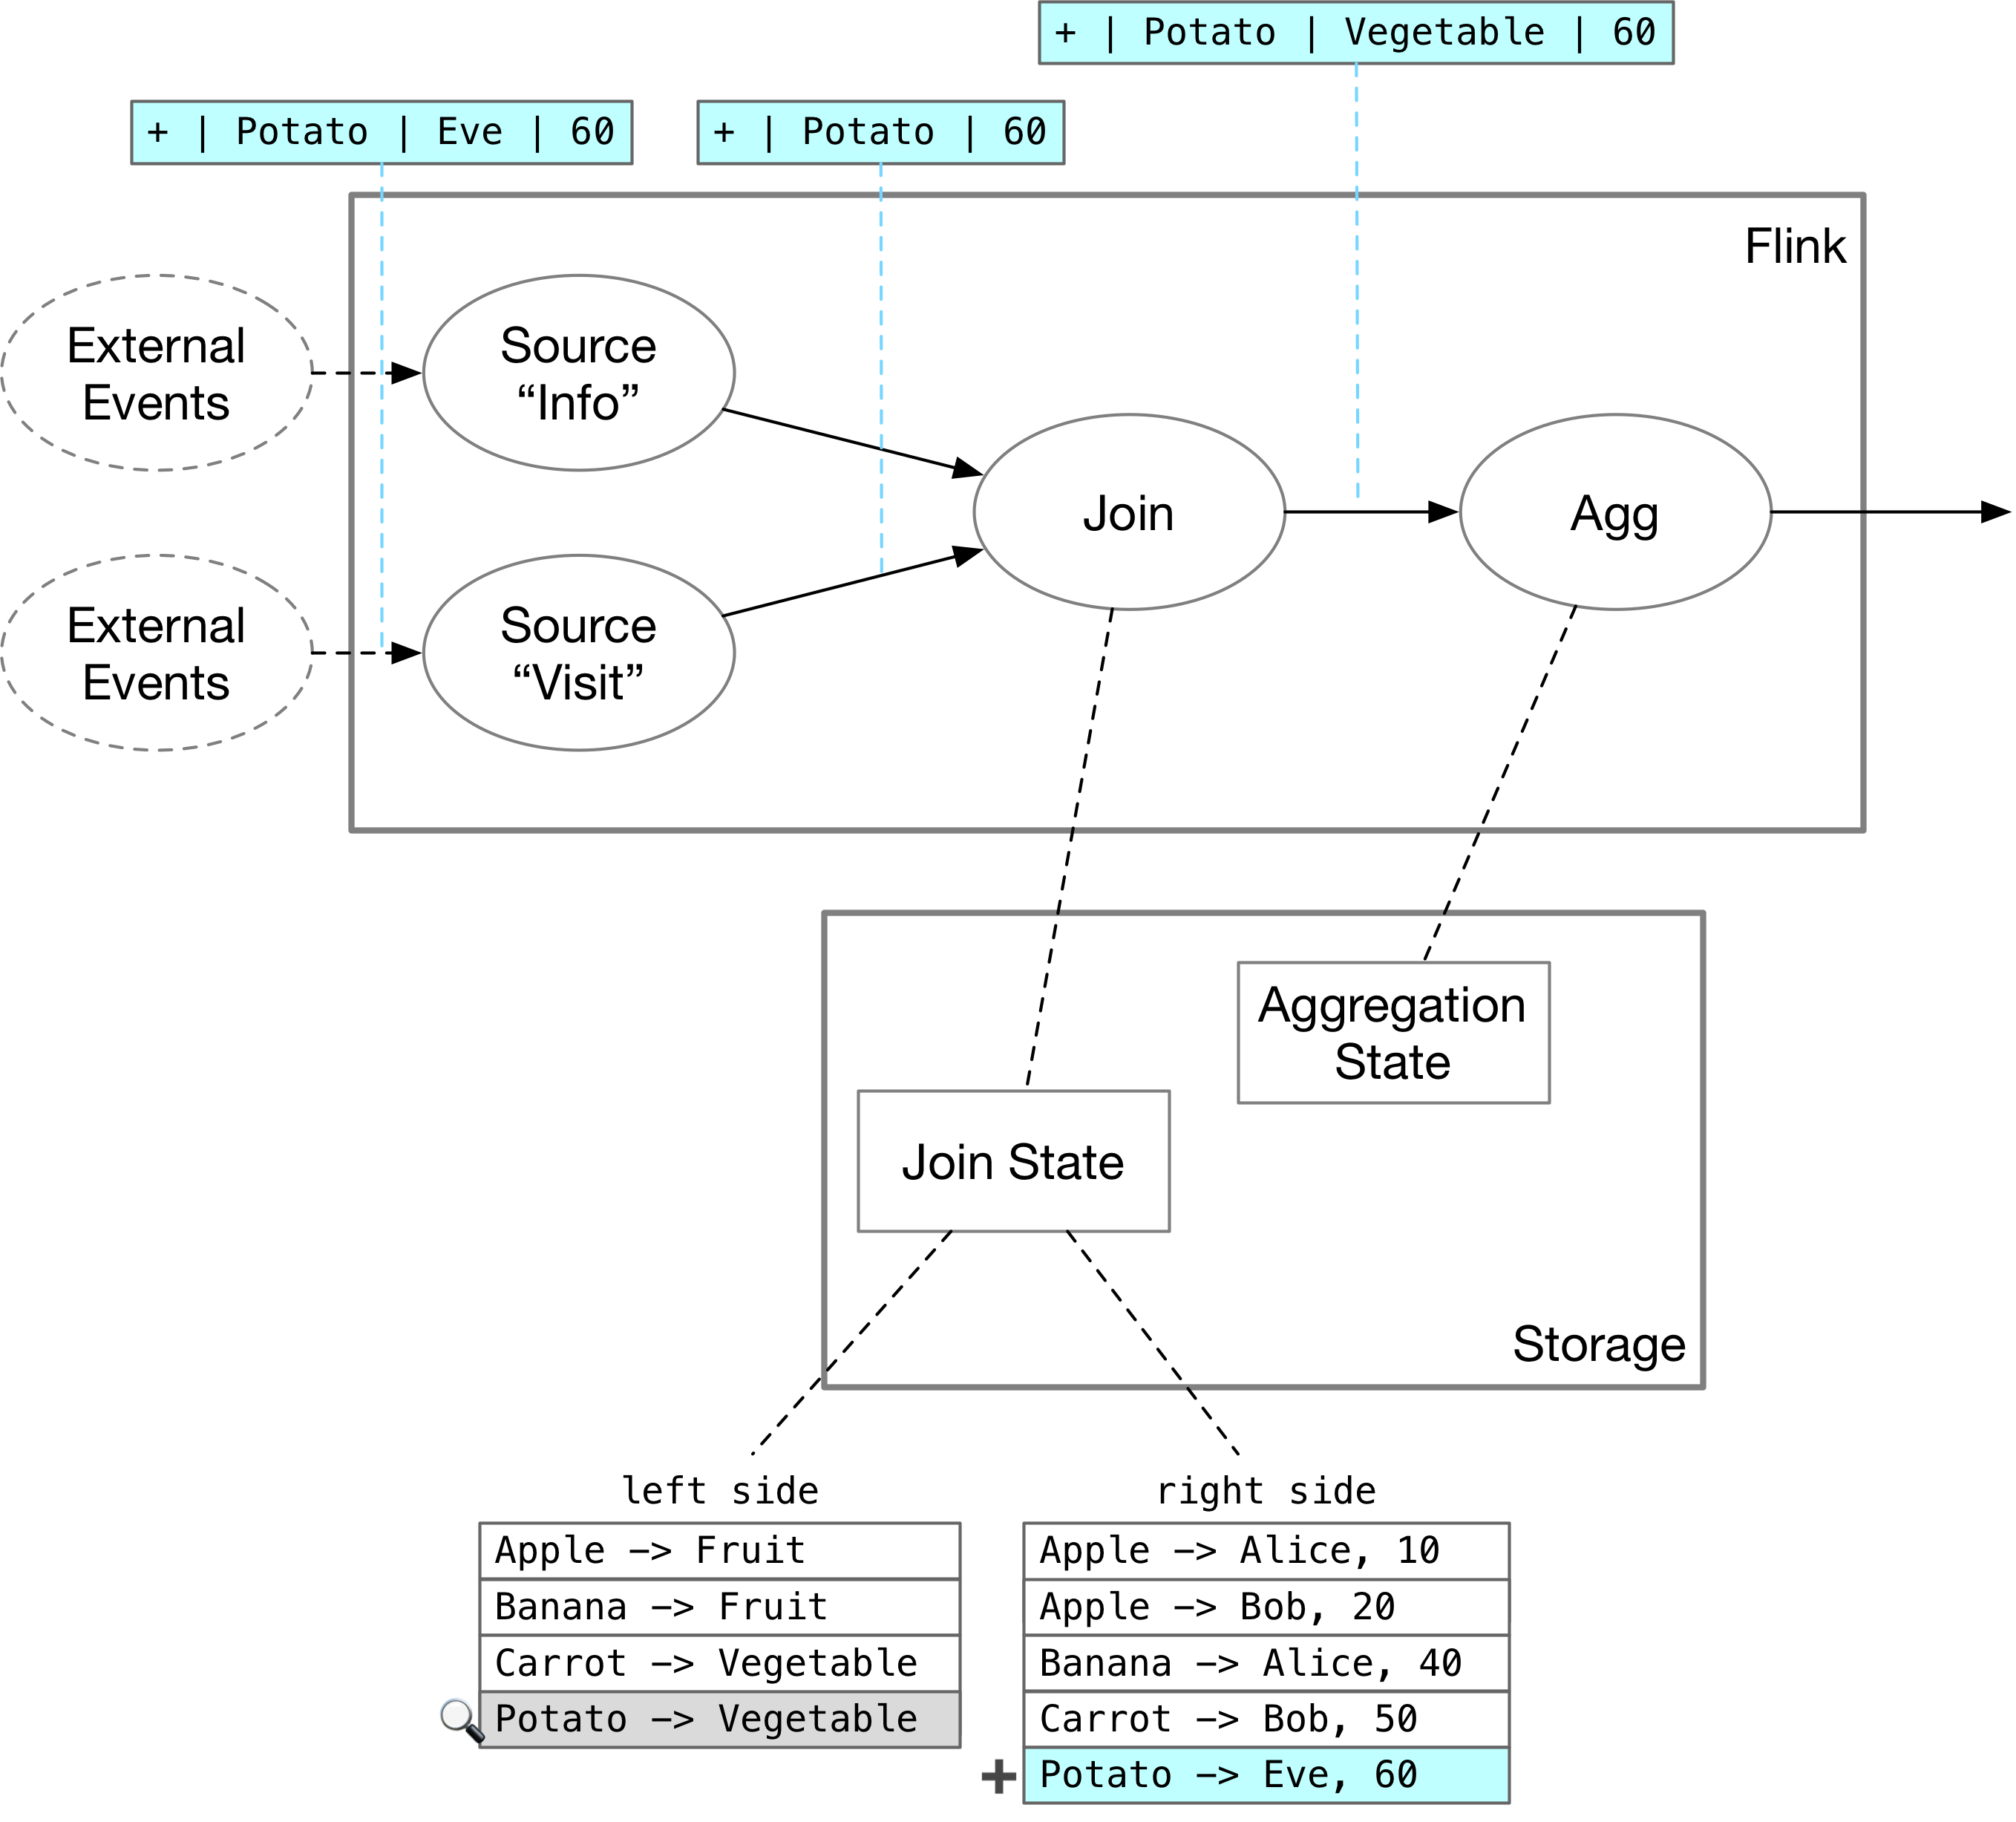 + | Potato | Vegetable | 60
+ | Potato | Eve | 60
+ | Potato | 60
Flink
External
Events
Source
“Info”
Join
Agg
External
Events
Source
“Visit”
Aggregation
State
Join State
Storage
left side
Apple —> Fruit
Banana —> Fruit
Carrot —> Vegetable
Potato —> Vegetable
right side
Apple —> Alice, 10
Apple —> Bob, 20
Banana —> Alice, 40
Carrot —> Bob, 50
Potato —> Eve, 60